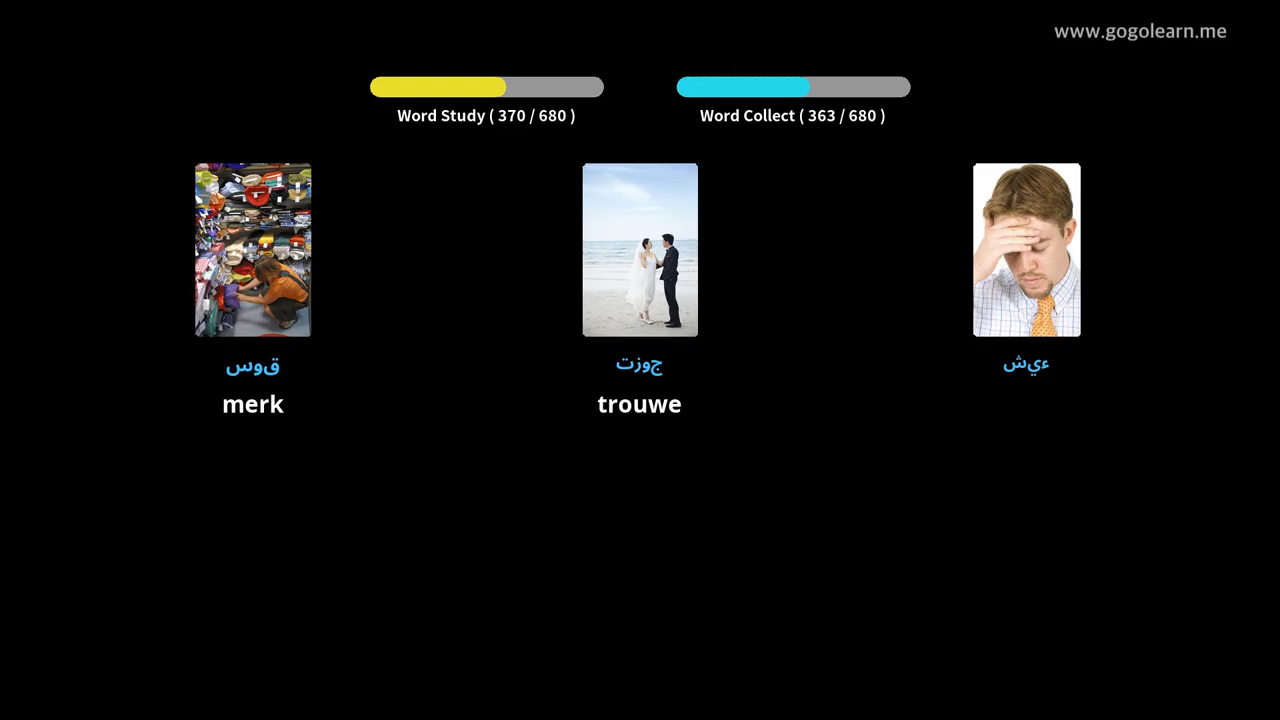 www.gogolearn.me
Word Study ( 370 / 680 )
Word Collect ( 363 / 680 )
قوس
merk
جوزت
trouwe
ءيش